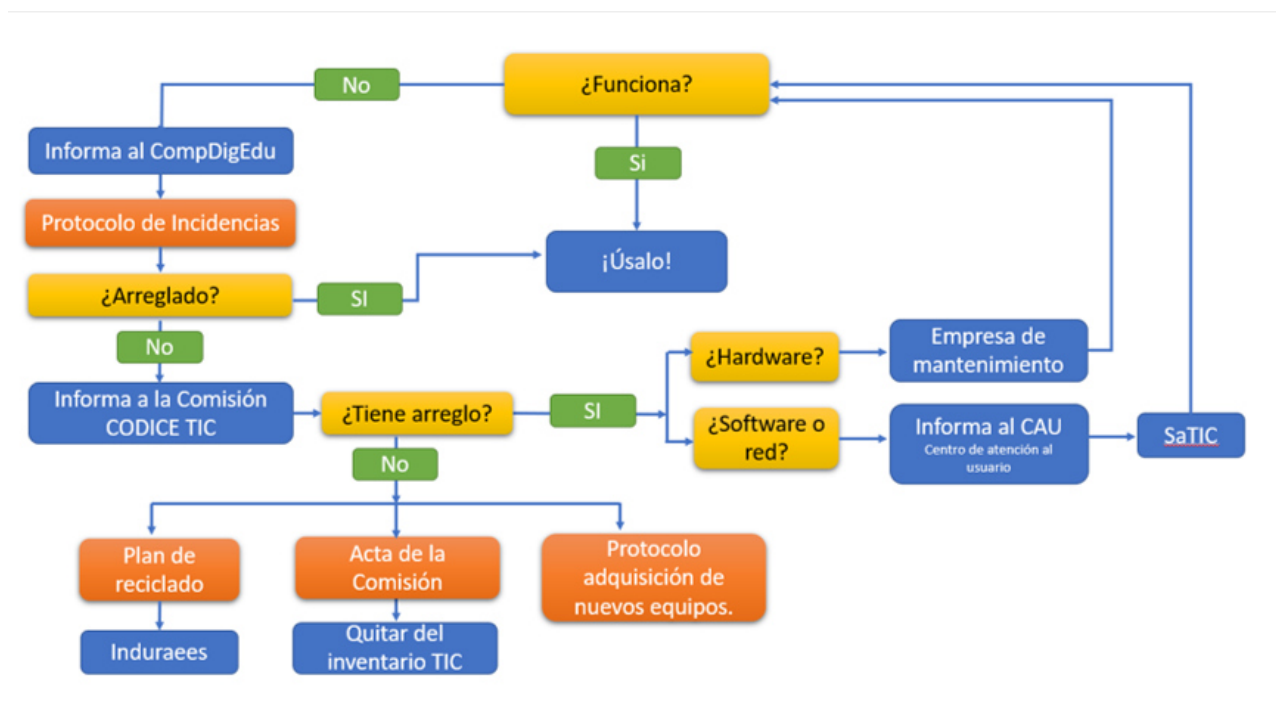 No
¿Funciona?
Informa al CompDigEdu
Si
Protocolo de Incidencias
¡Úsalo!
¿Arreglado?
SI
No
Informa a la Comisión
CODICE TIC
¿Tiene arreglo?
SI
¿Hardware?
Empresa de
mantenimiento
¿Software o
red?
Informa al CAU
Centro de atención al
usuario
SaTIC
No
Plan de
reciclado
Acta de la
Comisión
Protocolo
adquisición de
nuevos equipos.
Induraees
Quitar del
inventario TIC